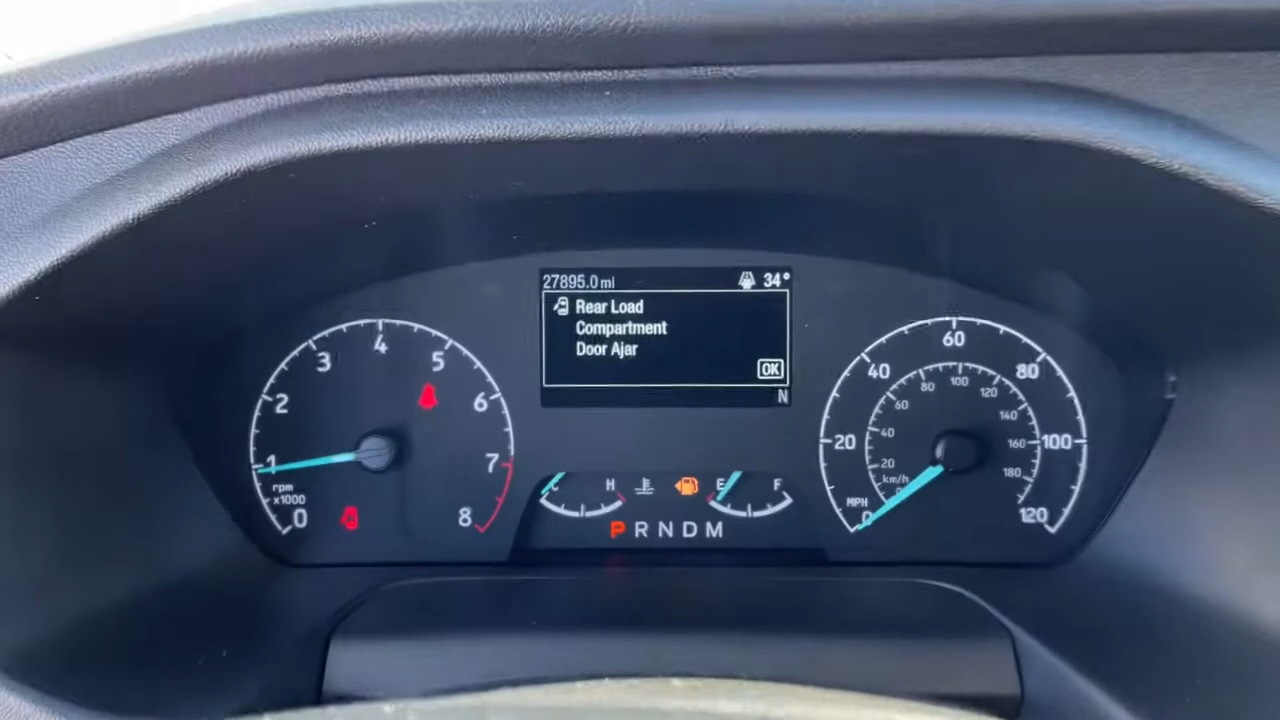 27895.0 mi 34°
Rear Load
Compartment
Door Ajar
OK
N
0 1 2 3 4 5 6 7 8
rpm
x1000
C H E F
P R N D M
0 20 40 60 80 100 120
MPH
20 40 60 80 100 120 140 160 180
km/h